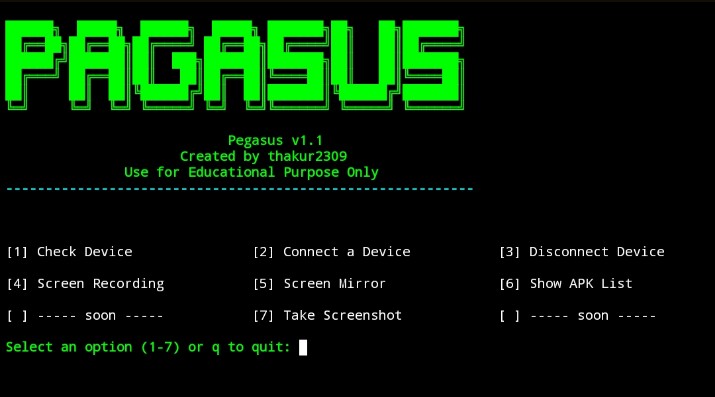 PAGASUS
Pegasus v1.1
Created by thakur2309
Use for Educational Purpose Only
-----------------------------------------------------------
[1] Check Device [2] Connect a Device [3] Disconnect Device
[4] Screen Recording [5] Screen Mirror [6] Show APK List
[ ] ----- soon ----- [7] Take Screenshot [ ] ----- soon -----
Select an option (1-7) or q to quit: